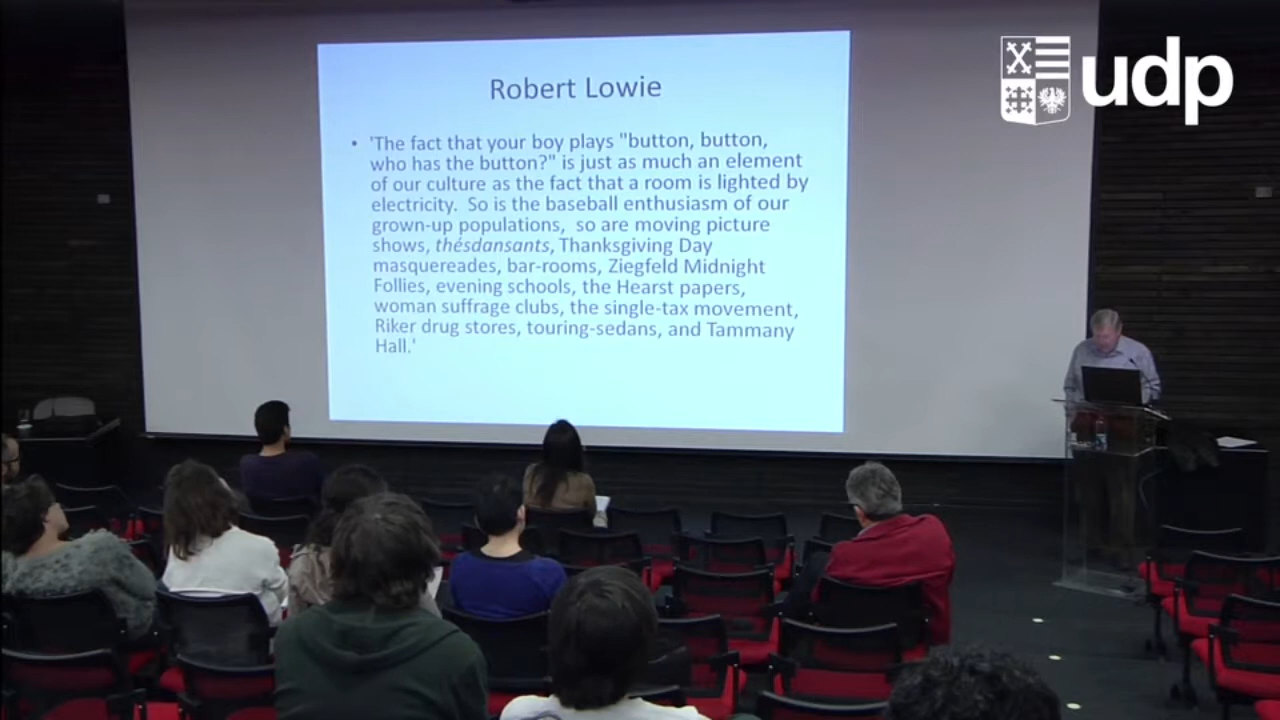 udp
Robert Lowie
• 'The fact that your boy plays "button, button,
who has the button?" is just as much an element
of our culture as the fact that a room is lighted by
electricity.  So is the baseball enthusiasm of our
grown-up populations,  so are moving picture
shows, thésdansants, Thanksgiving Day
masquereades, bar-rooms, Ziegfeld Midnight
Follies, evening schools, the Hearst papers,
woman suffrage clubs, the single-tax movement,
Riker drug stores, touring-sedans, and Tammany
Hall.'